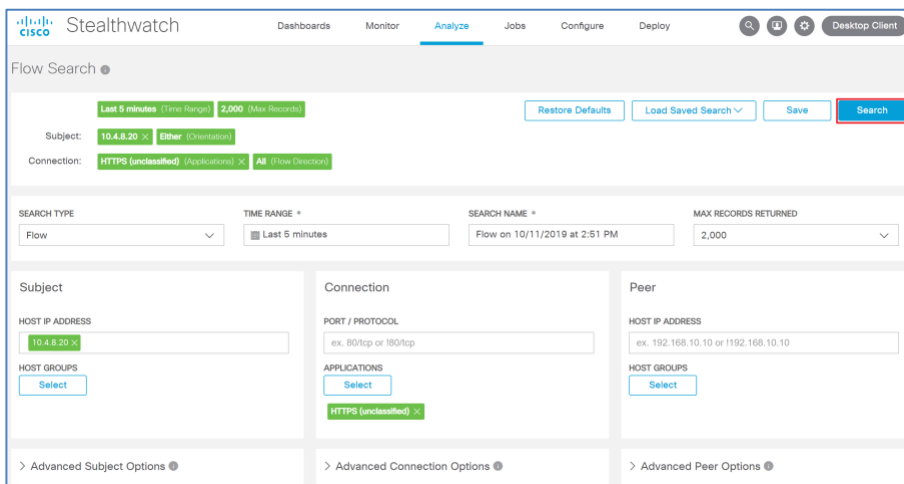 cisco Stealthwatch Dashboards Monitor Analyze Jobs Configure Deploy Desktop Client
Flow Search
Last 5 minutes (Time Range) 2,000 (Max Records) Restore Defaults Load Saved Search Save Search
Subject: 10.4.8.20 × Either (Orientation)
Connection: HTTPS (unclassified) (Applications) × All (Flow Direction)
SEARCH TYPE TIME RANGE * SEARCH NAME * MAX RECORDS RETURNED
Flow Last 5 minutes Flow on 10/11/2019 at 2:51 PM 2,000
Subject Connection Peer
HOST IP ADDRESS PORT / PROTOCOL HOST IP ADDRESS
10.4.8.20 × ex. 80/tcp or !80/tcp ex. 192.168.10.10 or !192.168.10.10
HOST GROUPS APPLICATIONS HOST GROUPS
Select Select Select
HTTPS (unclassified) ×
> Advanced Subject Options > Advanced Connection Options > Advanced Peer Options